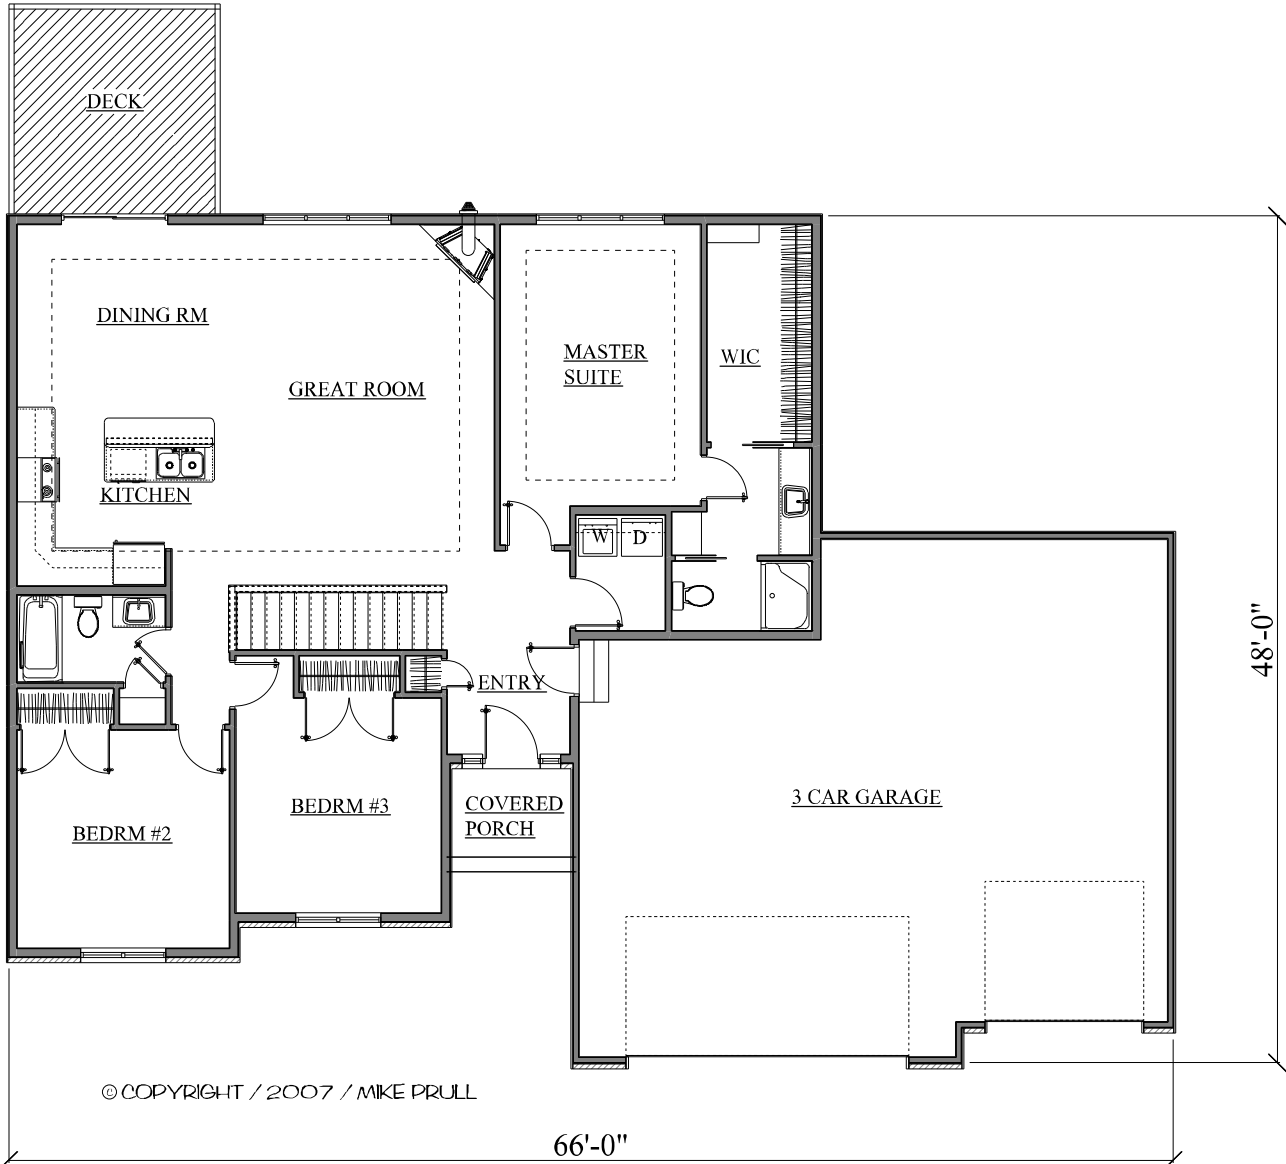 DECK
DINING RM
MASTER
SUITE
WIC
GREAT ROOM
KITCHEN
W
D
48'-0"
ENTRY
3 CAR GARAGE
BEDRM #3
COVERED
PORCH
BEDRM #2
© COPYRIGHT / 2007 / MIKE PRULL
66'-0"